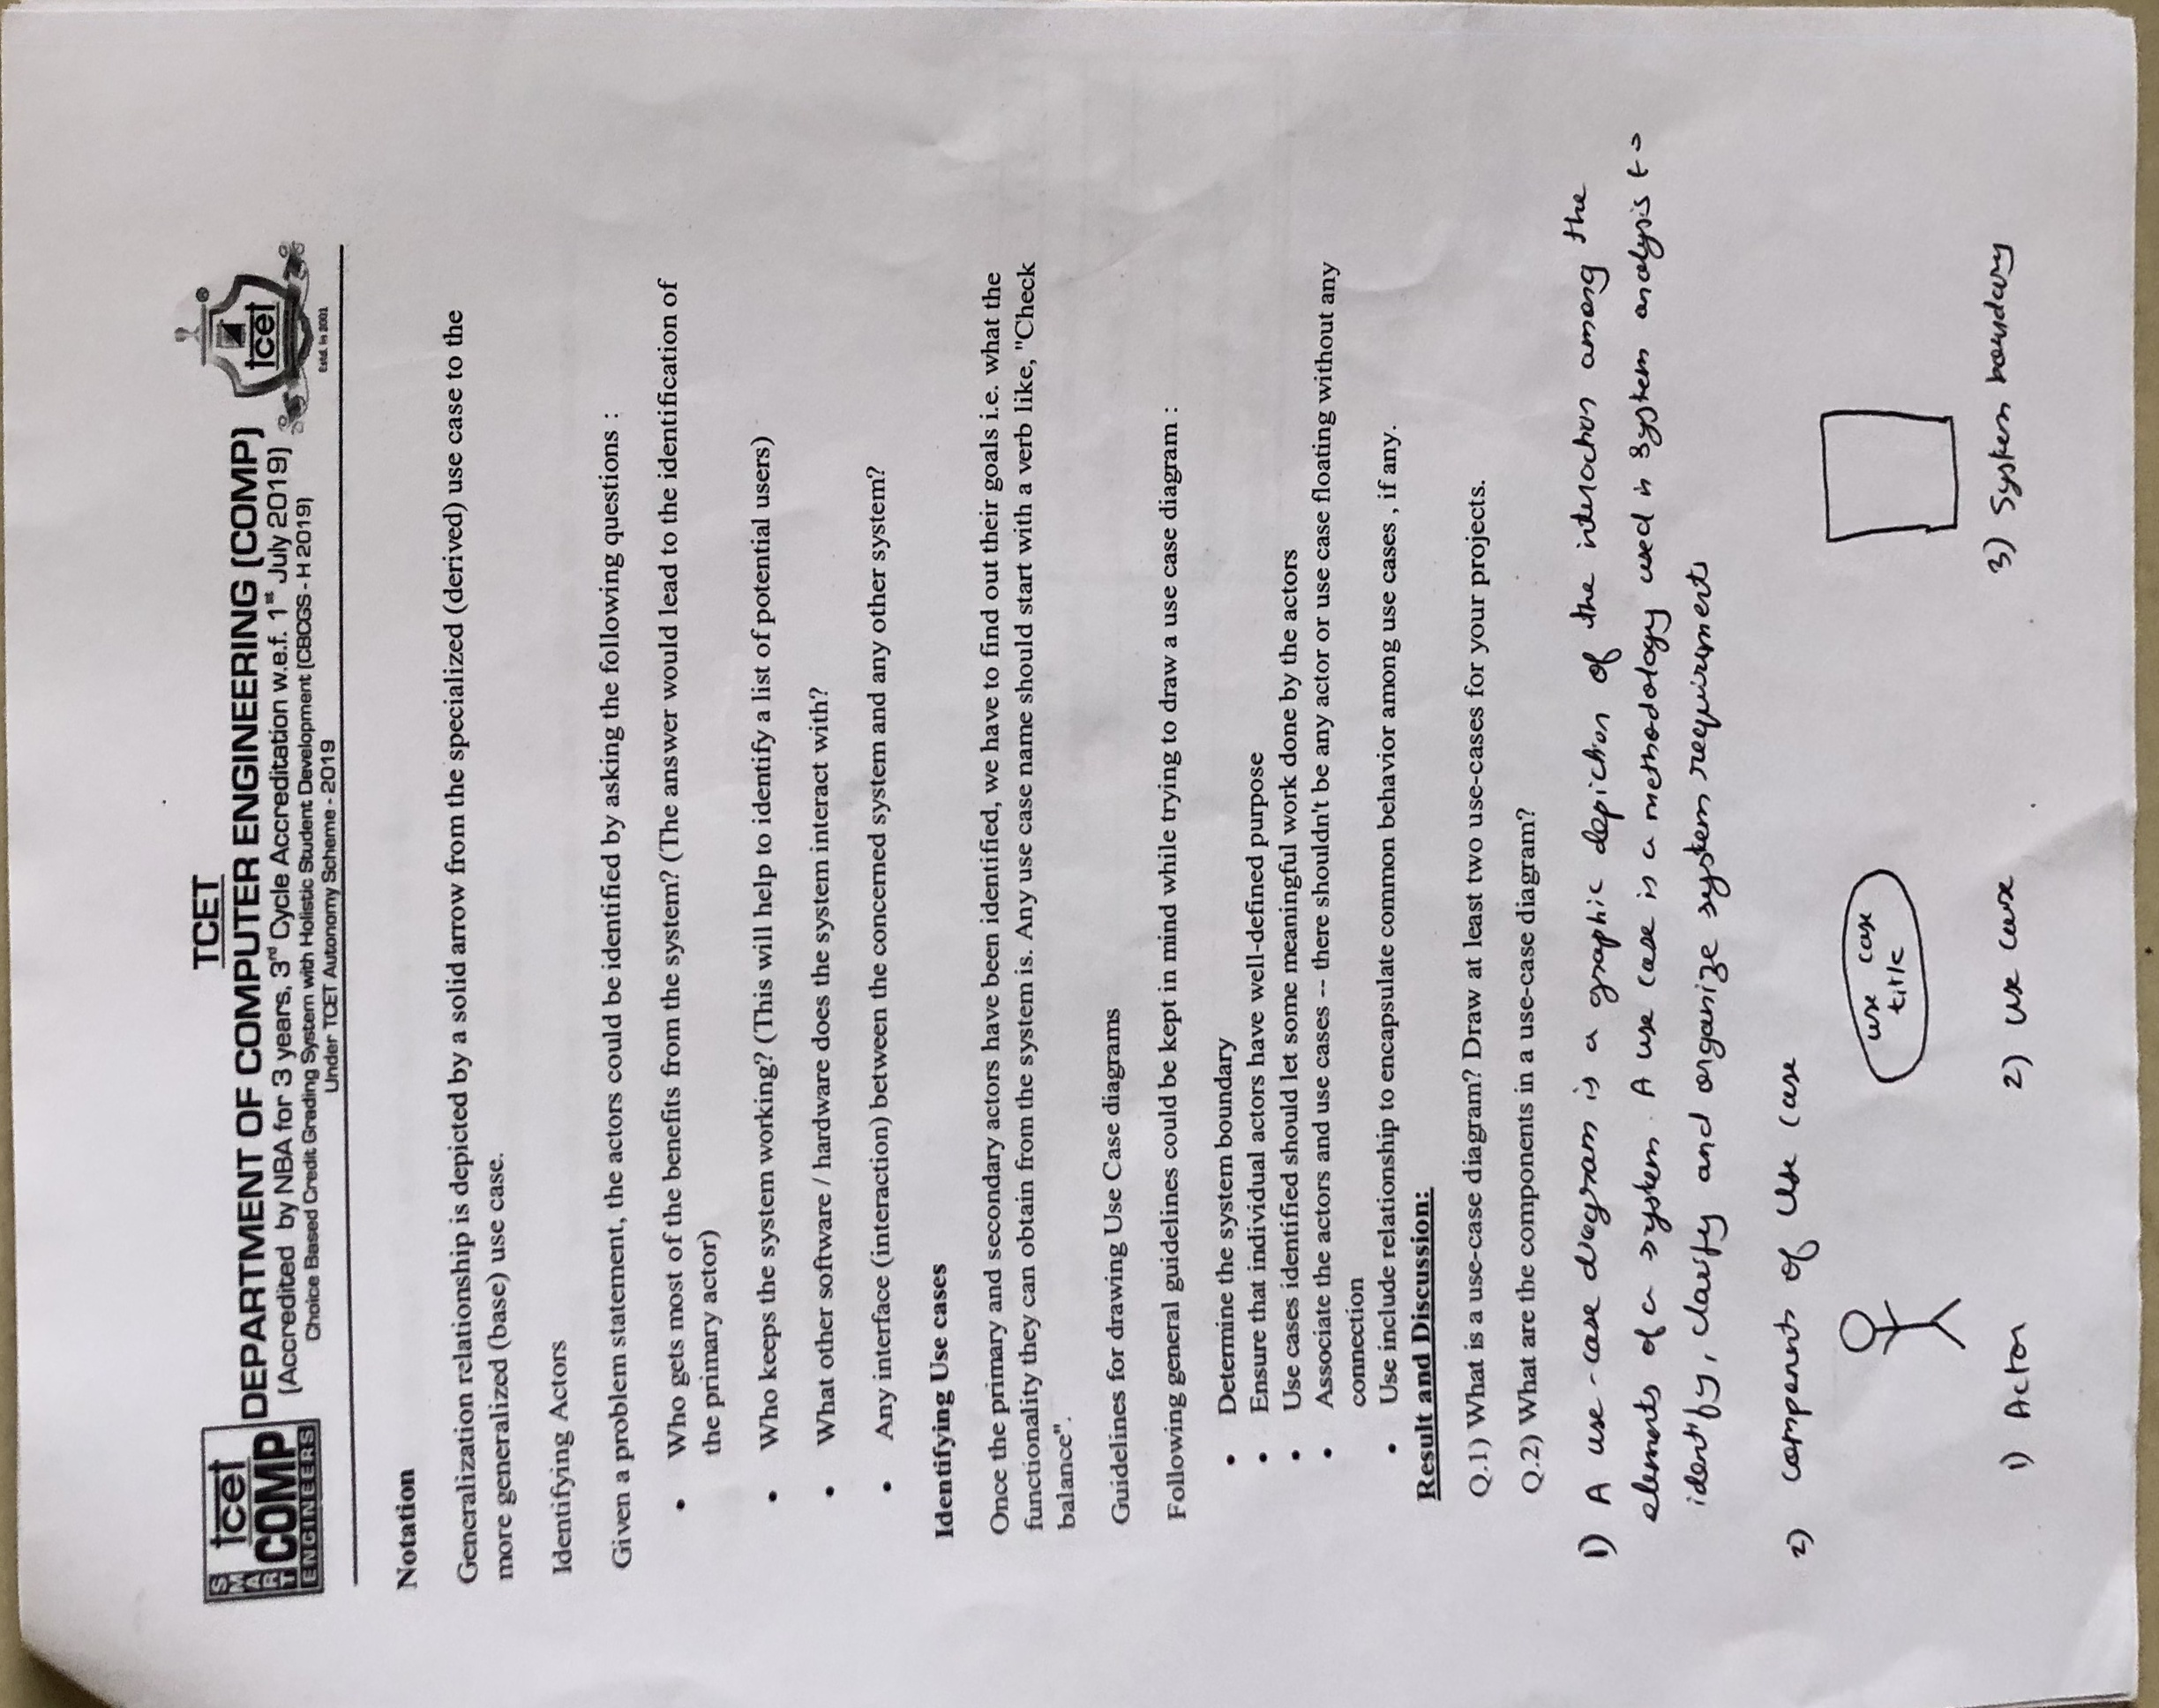 TCET
S
M
A
R
T
tcet
COMP
ENGINEERS
DEPARTMENT OF COMPUTER ENGINEERING (COMP)
(Accredited by NBA for 3 years, 3rd Cycle Accreditation w.e.f. 1st July 2019)
Choice Based Credit Grading System with Holistic Student Development (CBCGS - H 2019)
Under TCET Autonomy Scheme - 2019
®
tcet
Estd. in 2001
Notation
Generalization relationship is depicted by a solid arrow from the specialized (derived) use case to the
more generalized (base) use case.
Identifying Actors
Given a problem statement, the actors could be identified by asking the following questions :
• Who gets most of the benefits from the system? (The answer would lead to the identification of
the primary actor)
• Who keeps the system working? (This will help to identify a list of potential users)
• What other software / hardware does the system interact with?
• Any interface (interaction) between the concerned system and any other system?
Identifying Use cases
Once the primary and secondary actors have been identified, we have to find out their goals i.e. what the
functionality they can obtain from the system is. Any use case name should start with a verb like, "Check
balance".
Guidelines for drawing Use Case diagrams
Following general guidelines could be kept in mind while trying to draw a use case diagram :
• Determine the system boundary
• Ensure that individual actors have well-defined purpose
• Use cases identified should let some meaningful work done by the actors
• Associate the actors and use cases -- there shouldn't be any actor or use case floating without any
connection
• Use include relationship to encapsulate common behavior among use cases , if any.
Result and Discussion:
Q.1) What is a use-case diagram? Draw at least two use-cases for your projects.
Q.2) What are the components in a use-case diagram?
1) A use-case diagram is a graphic depiction of the interaction among the
elements of a system. A use case is a methodology used in system analysis to
identify, clarify and organize system requirements
2) components of Use case
use case
title
1) Actor
2) use case
3) System boundary